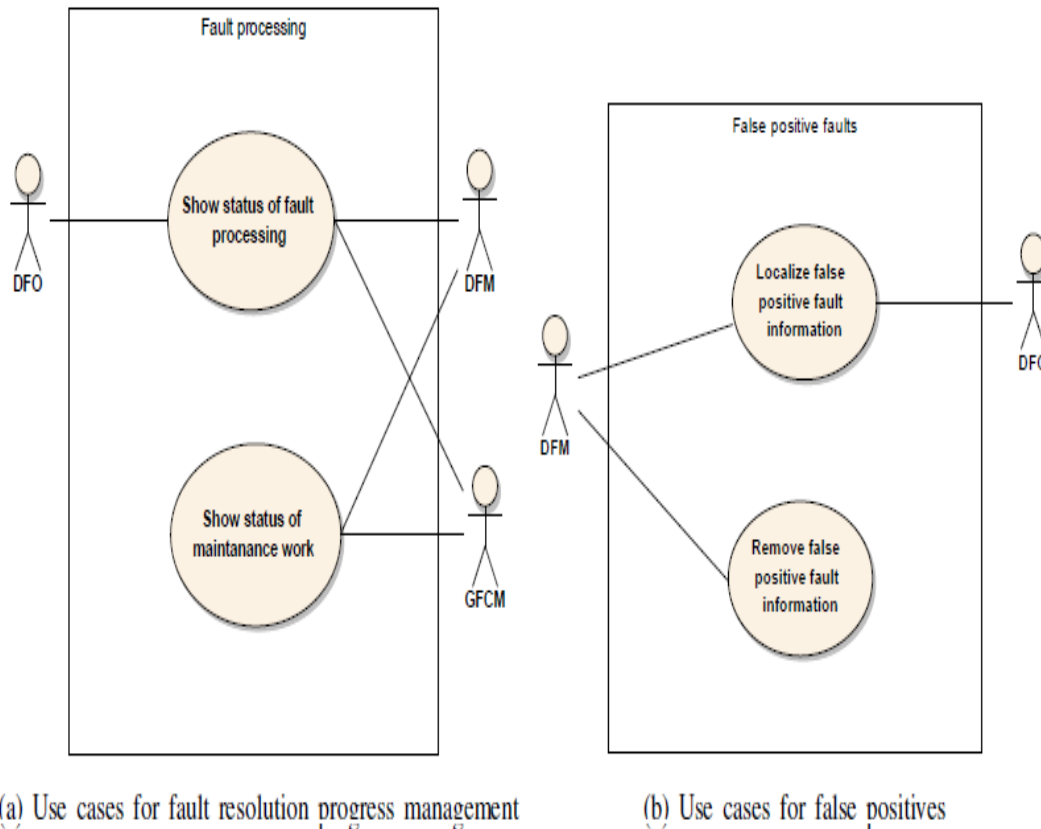 Fault processing
Show status of fault
processing
DFO
DFM
Show status of
maintanance work
GFCM
(a) Use cases for fault resolution progress management
False positive faults
Localize false
positive fault
information
DFO
DFM
Remove false
positive fault
information
(b) Use cases for false positives